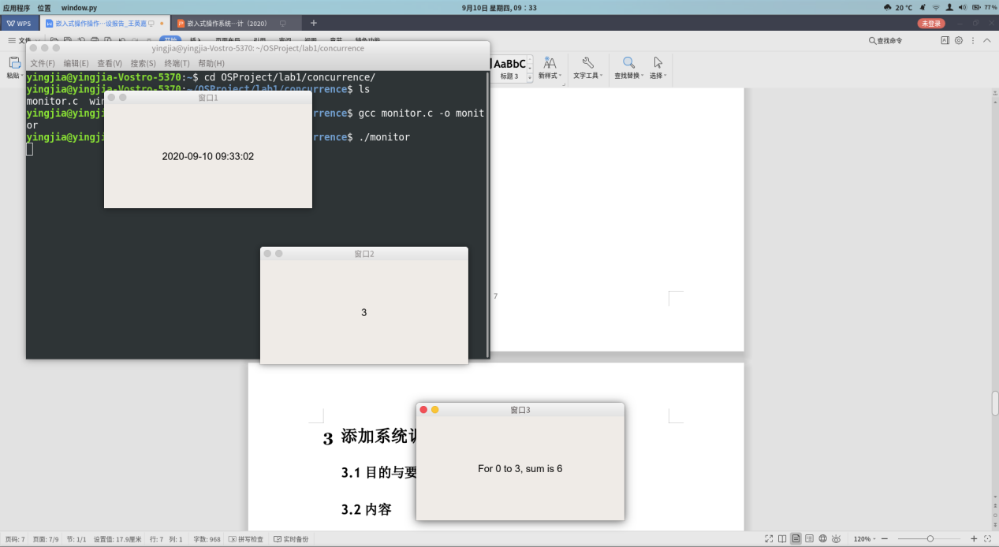 应用程序 位置 window.py 9月10日 星期四, 09∶33 20 °C 77%
WPS 嵌入式操作操作…设报告_王英嘉 嵌入式操作系统…计（2020） + 未登录
文件 开始 插入 页面布局 引用 审阅 视图 章节 特色功能 查找命令
yingjia@yingjia-Vostro-5370: ~/OSProject/lab1/concurrence
文件(F) 编辑(E) 查看(V) 搜索(S) 终端(T) 帮助(H)
粘贴 AaBbC 标题 3 新样式 文字工具 查找替换 选择
yingjia@yingjia-Vostro-5370:~$ cd OSProject/lab1/concurrence/
yingjia@yingjia-Vostro-5370:~/OSProject/lab1/concurrence$ ls
monitor.c
yingjia@yingj rrence$ gcc monitor.c -o monit
or
yingjia@yingj rrence$ ./monitor
窗口1
2020-09-10 09:33:02
窗口2
3
7
窗口3
For 0 to 3, sum is 6
3 添加系统
3.1 目的与要
3.2 内容
页码: 7 页面: 7/9 节: 1/1 设置值: 17.9厘米 行: 7 列: 1 字数: 968 拼写检查 实时备份 120%